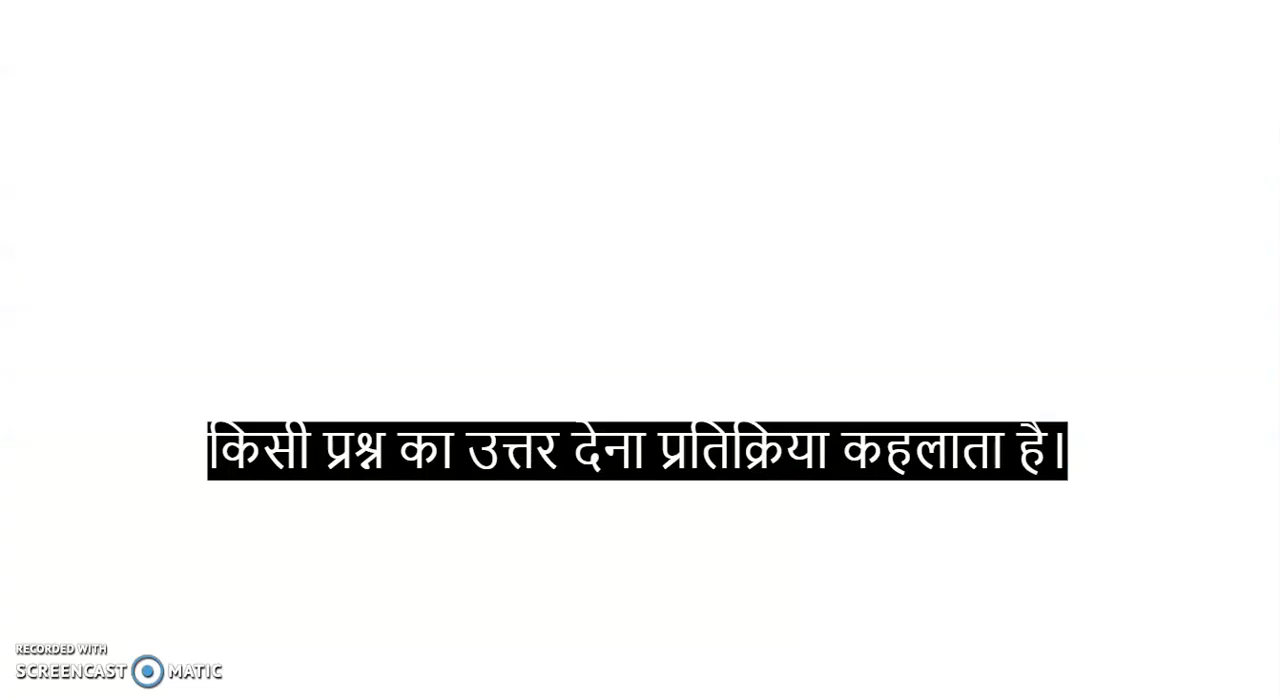 किसी प्रश्न का उत्तर देना प्रतिक्रिया कहलाता है।
RECORDED WITH
SCREENCAST MATIC